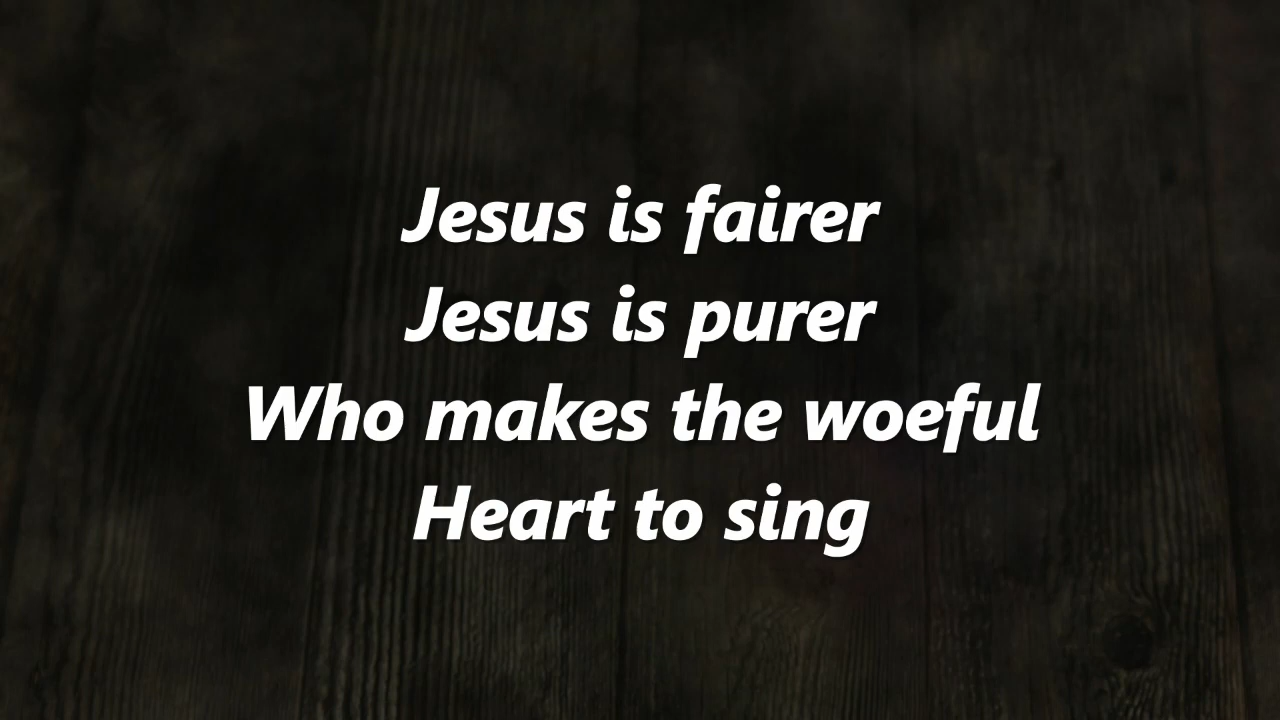 Jesus is fairer
Jesus is purer
Who makes the woeful
Heart to sing